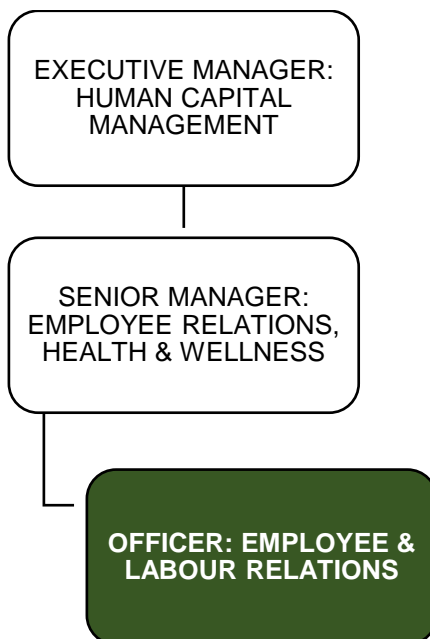 EXECUTIVE MANAGER:
HUMAN CAPITAL
MANAGEMENT
SENIOR MANAGER:
EMPLOYEE RELATIONS,
HEALTH & WELLNESS
OFFICER: EMPLOYEE &
LABOUR RELATIONS